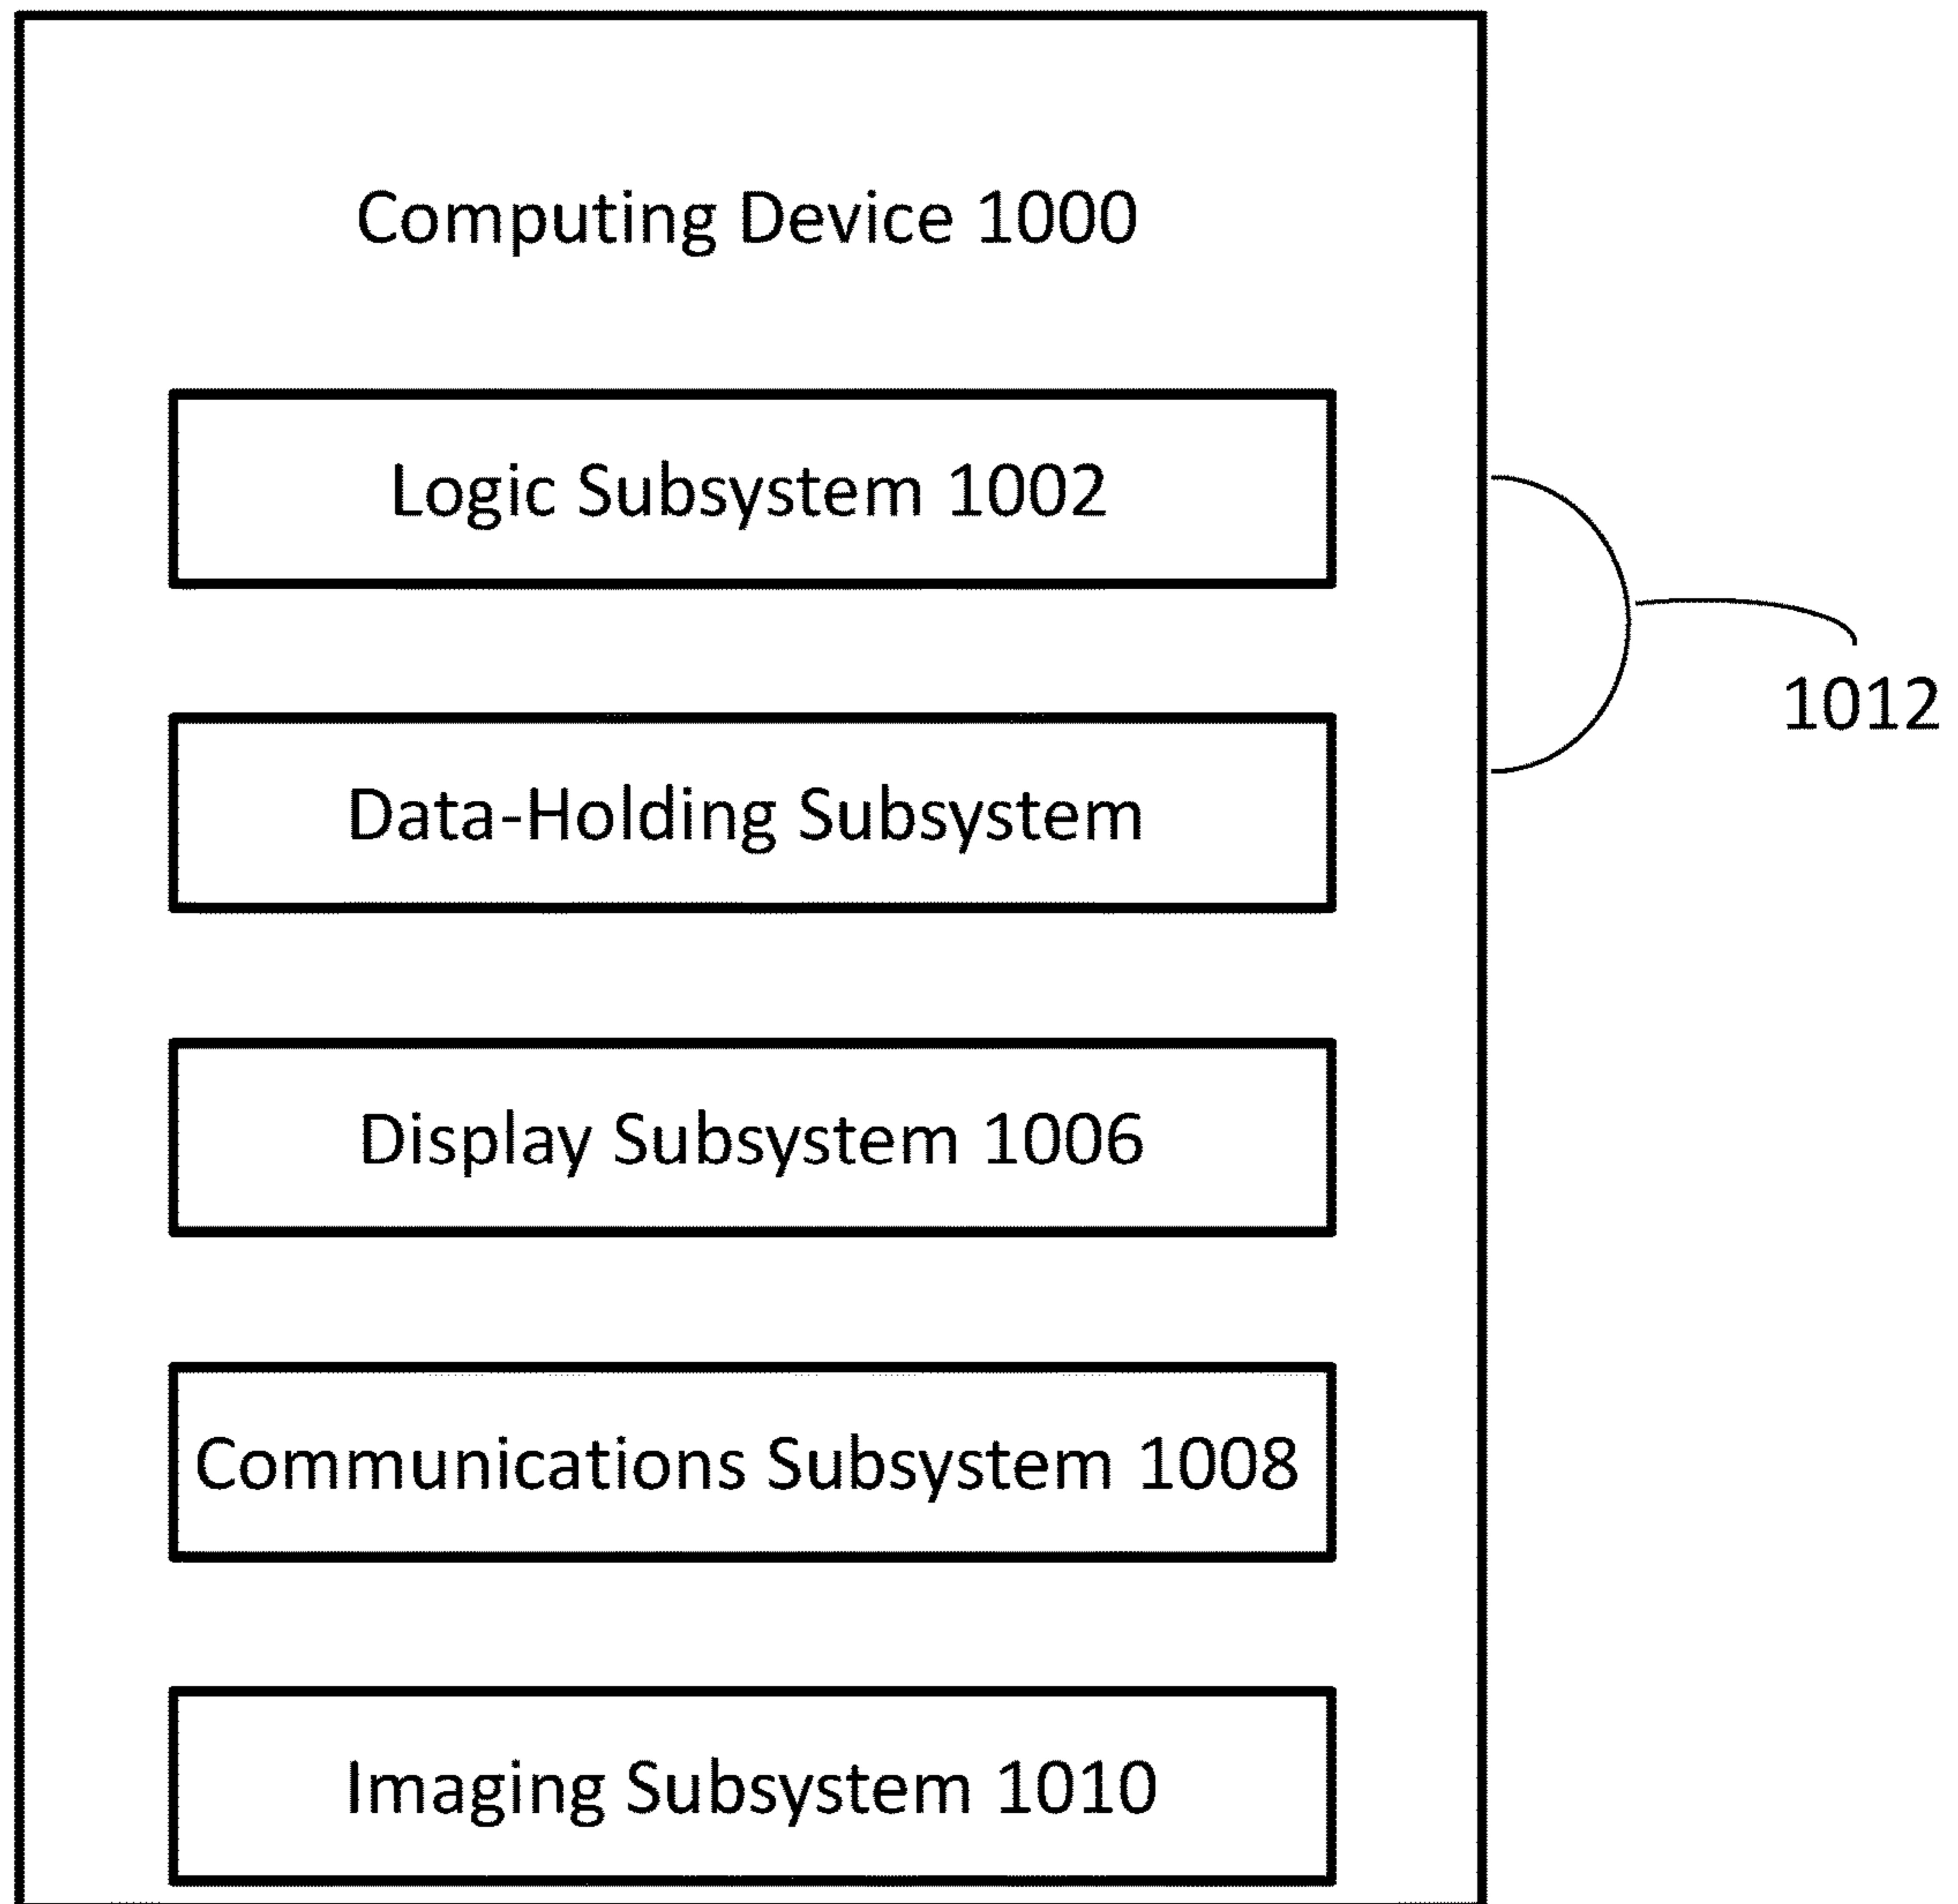 Computing Device 1000
Logic Subsystem 1002
1012
Data-Holding Subsystem
Display Subsystem 1006
Communications Subsystem 1008
Imaging Subsystem 1010